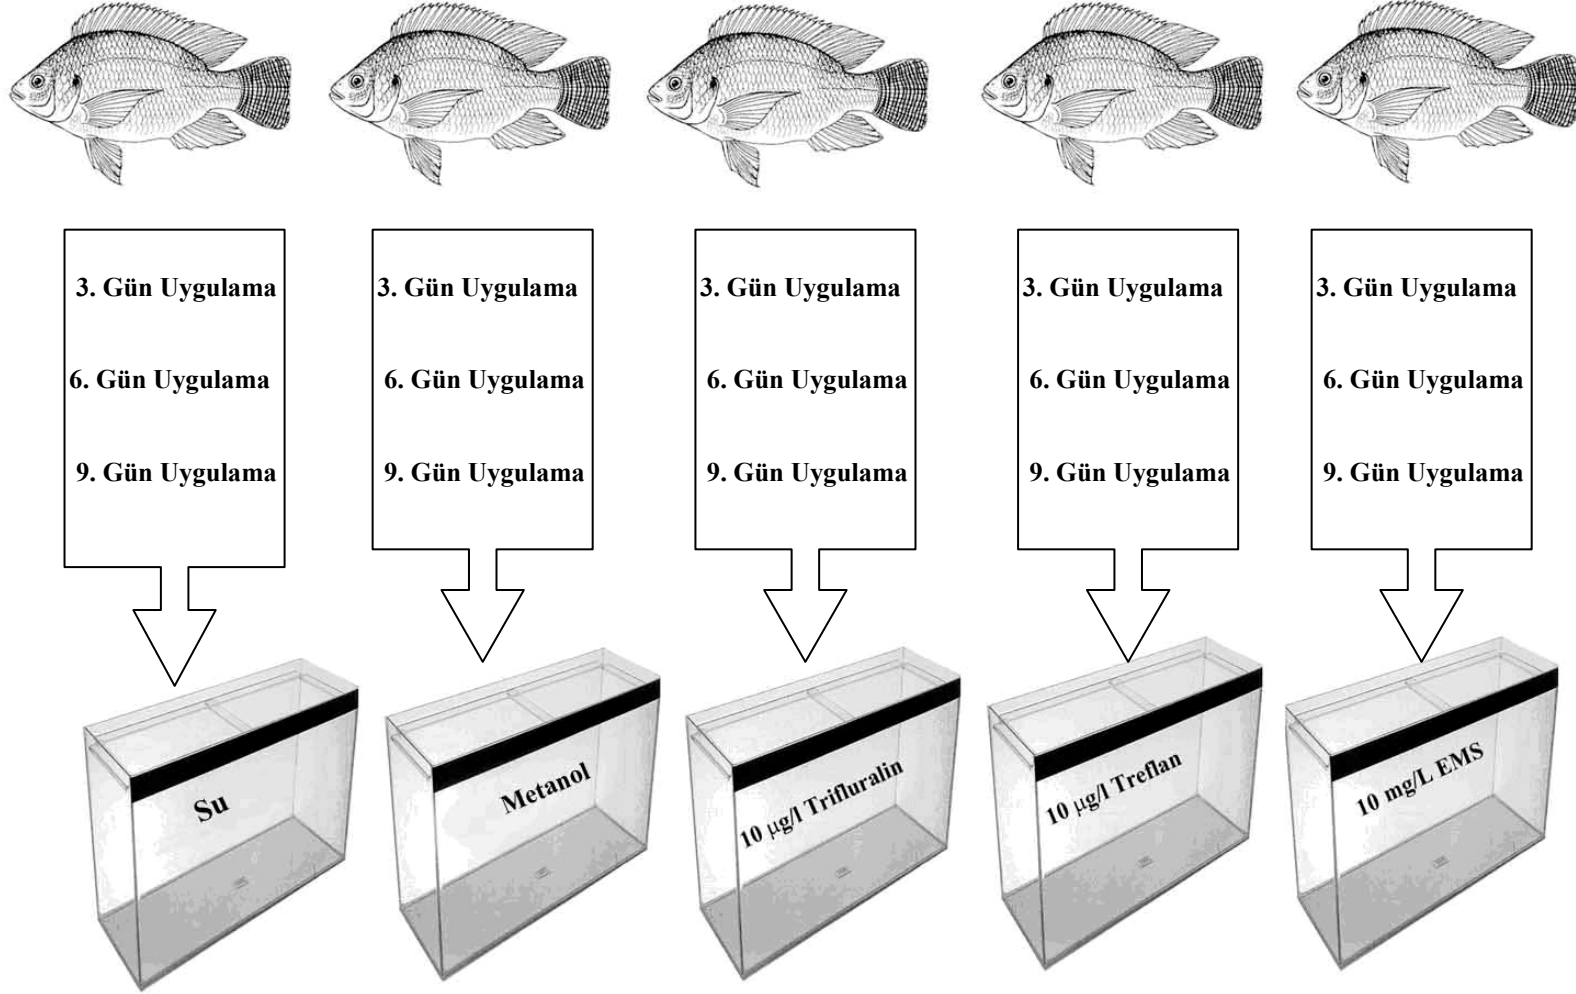 3. Gün Uygulama
6. Gün Uygulama
9. Gün Uygulama
3. Gün Uygulama
6. Gün Uygulama
9. Gün Uygulama
3. Gün Uygulama
6. Gün Uygulama
9. Gün Uygulama
3. Gün Uygulama
6. Gün Uygulama
9. Gün Uygulama
3. Gün Uygulama
6. Gün Uygulama
9. Gün Uygulama
Su
Metanol
10 μg/l Trifluralin
10 μg/l Treflan
10 mg/L EMS